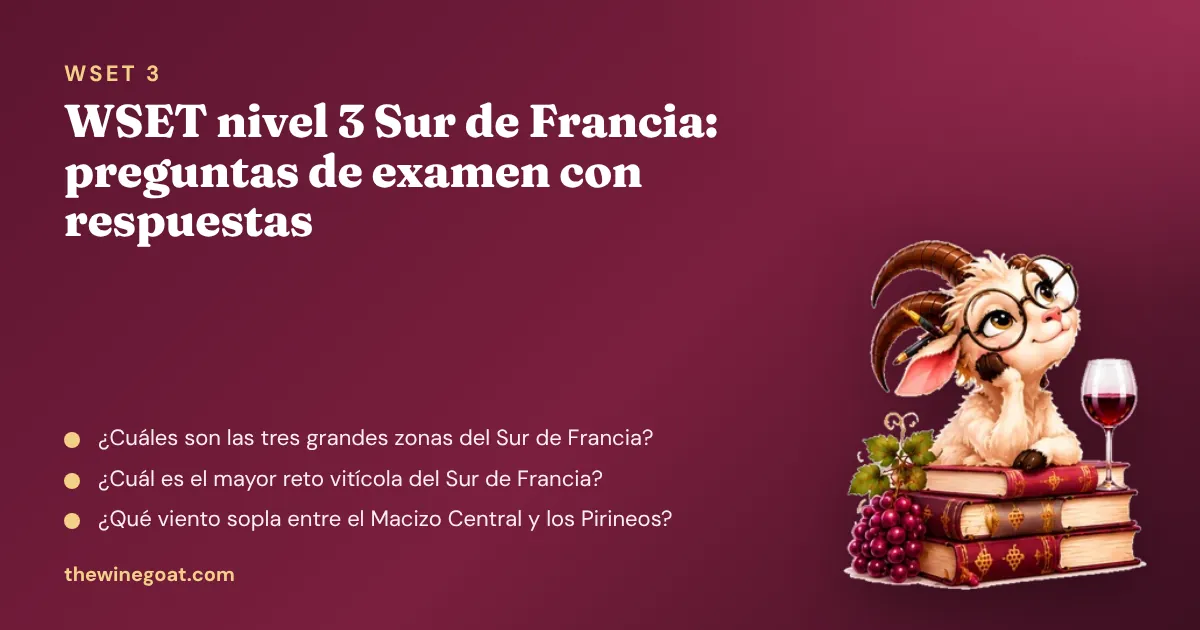 WSET 3
WSET nivel 3 Sur de Francia:
preguntas de examen con
respuestas
¿Cuáles son las tres grandes zonas del Sur de Francia?
¿Cuál es el mayor reto vitícola del Sur de Francia?
¿Qué viento sopla entre el Macizo Central y los Pirineos?
thewinegoat.com